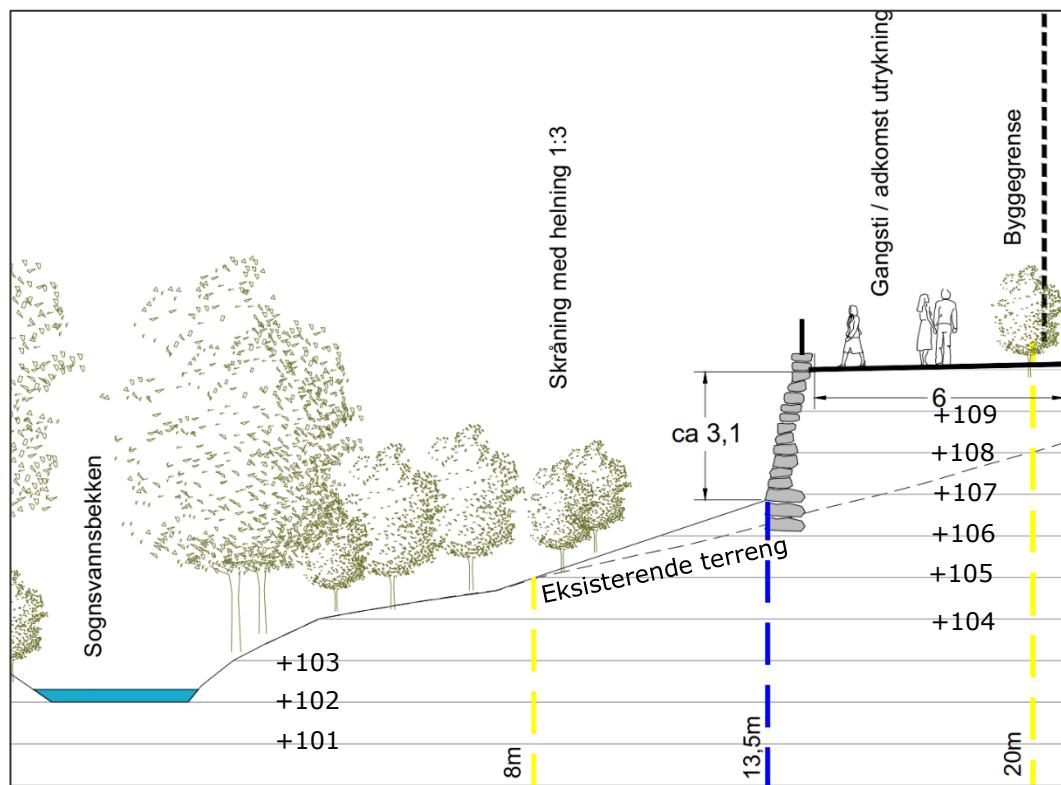 Sognsvannsbekken
Skråning med helning 1:3
Gangsti / adkomst utrykning
Byggegrense
6
ca 3,1
+109
+108
+107
+106
+105
+104
+103
+102
+101
Eksisterende terreng
8m
13,5m
20m